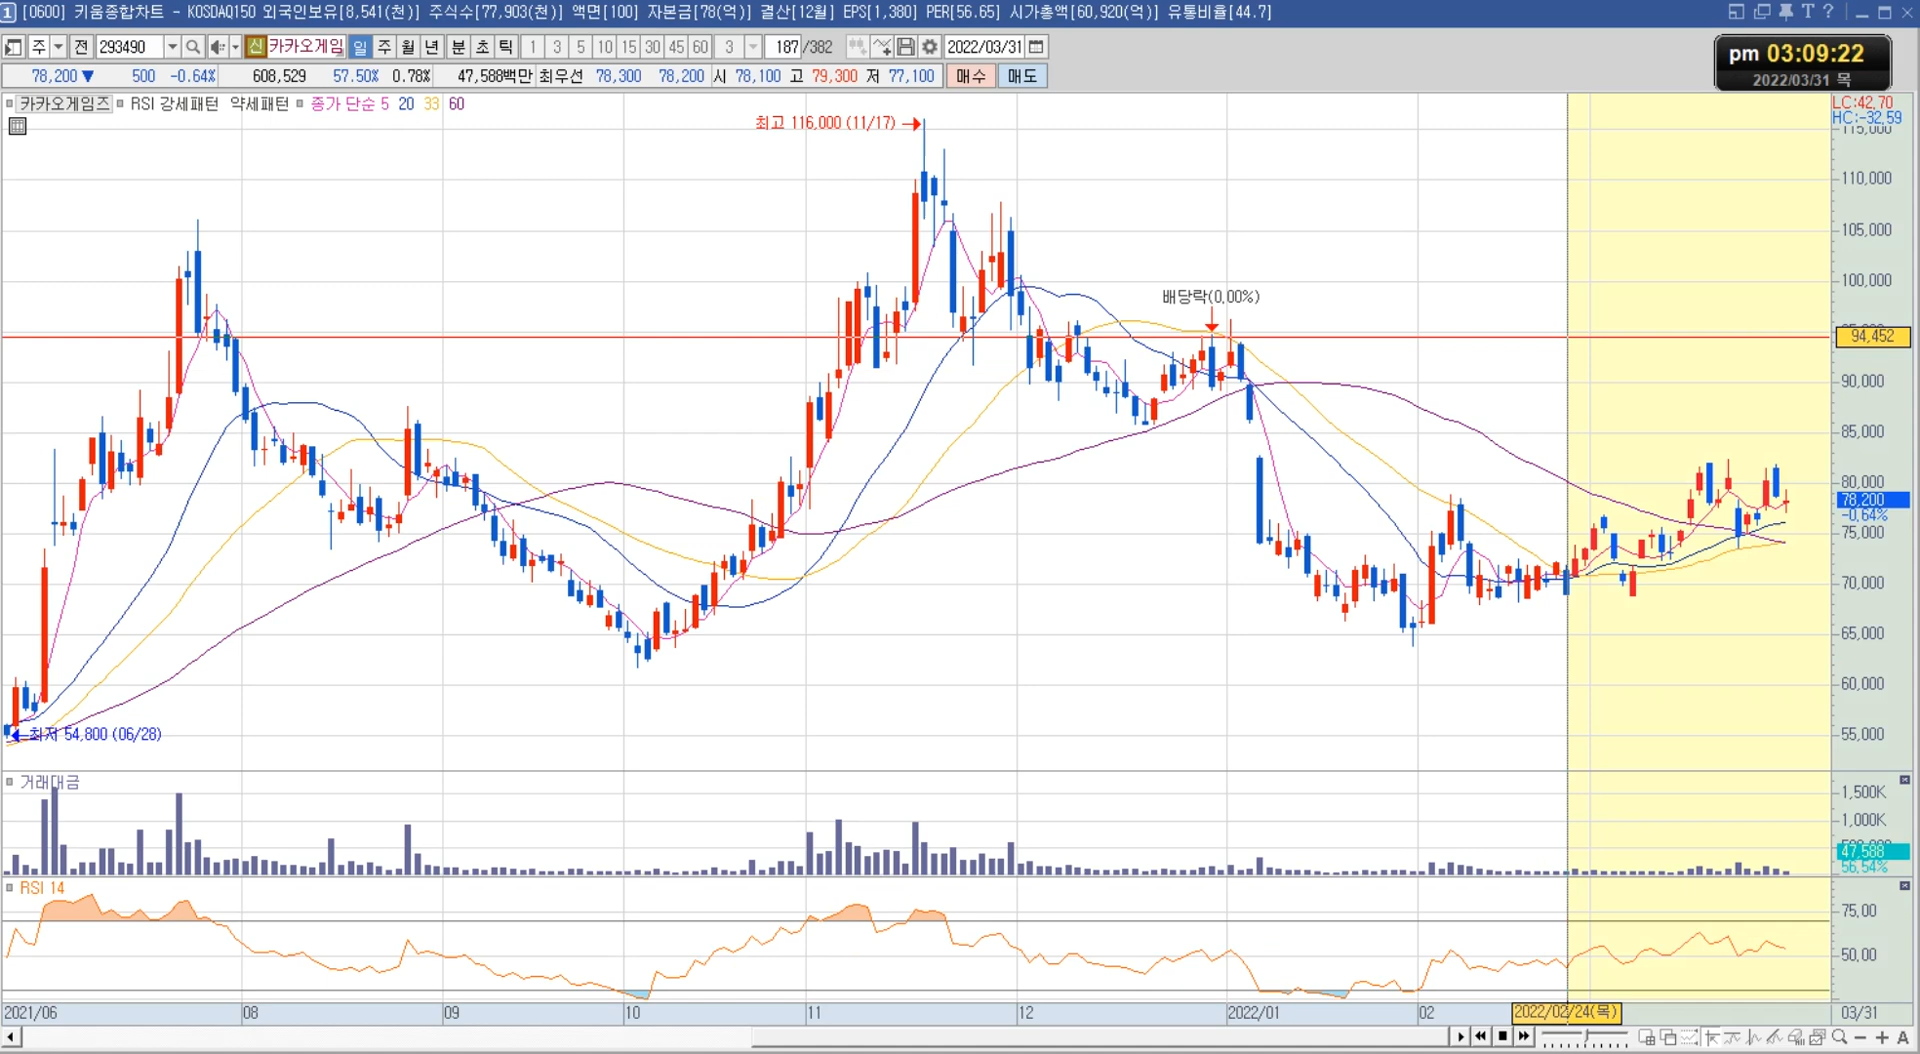 1 [0600] 키움종합차트 - KOSDAQ150 외국인보유[8,541(천)] 주식수[77,903(천)] 액면[100] 자본금[78(억)] 결산[12월] EPS[1,380] PER[56.65] 시가총액[60,920(억)] 유통비율[44.7]
주 전 293490 신 카카오게임 일 주 월 년 분 초 틱 1 3 5 10 15 30 45 60 3 187 /382 2022/03/31
pm 03:09:22
2022/03/31 목
78,200 ▼ 500 -0.64% 608,529 57.50% 0.78% 47,588백만 최우선 78,300 78,200 시 78,100 고 79,300 저 77,100 매수 매도
카카오게임즈 RSI 강세패턴 약세패턴 종가 단순 5 20 33 60
LC:42,70
HC:-32,59
115,000
최고 116,000 (11/17)
110,000
105,000
100,000
배당락(0,00%)
94,452
90,000
85,000
80,000
78,200
-0.64%
75,000
70,000
65,000
60,000
최저 54,800 (06/28)
55,000
거래대금
1,500K
1,000K
47,588
56,54%
RSI 14
75,00
50,00
2021/06 08 09 10 11 12 2022/01 02 2022/02/24(목) 03/31
A